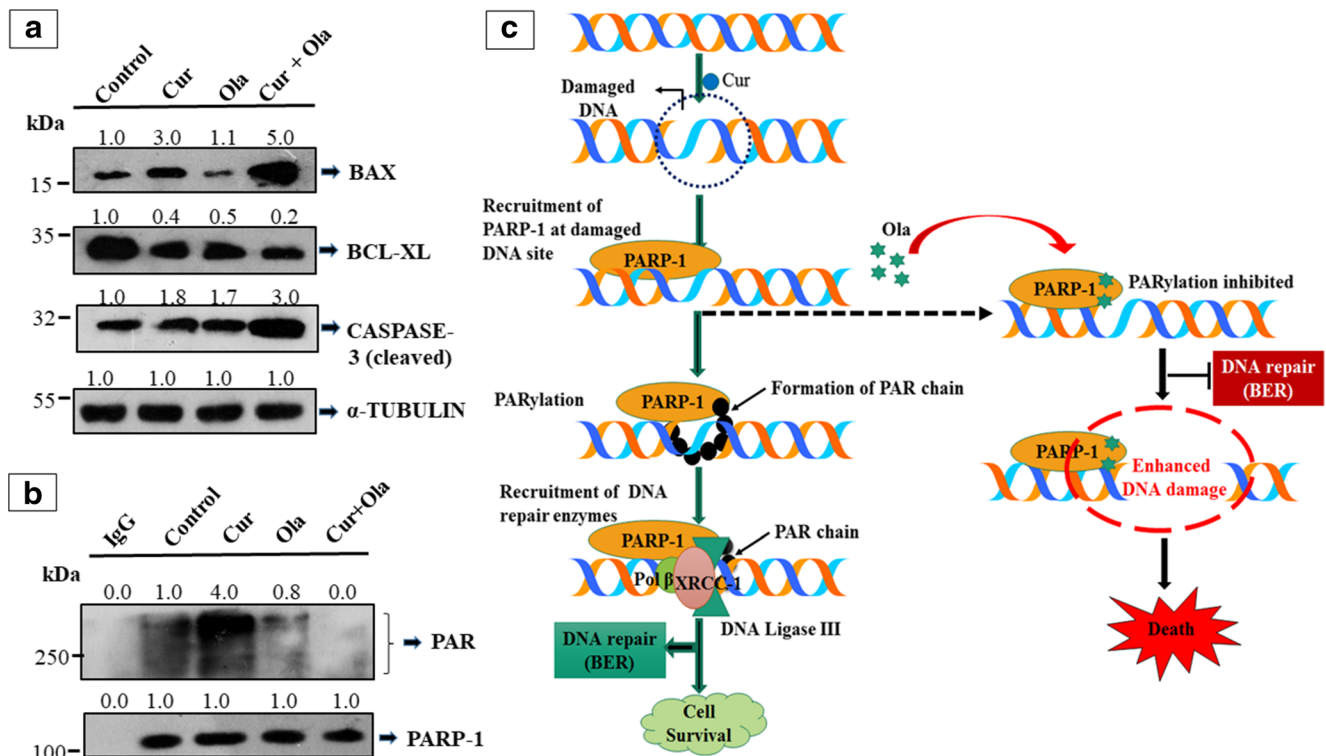 a
Control
Cur
Ola
Cur + Ola
kDa
1.0 3.0 1.1 5.0
15
BAX
1.0 0.4 0.5 0.2
35
BCL-XL
1.0 1.8 1.7 3.0
32
CASPASE-
3 (cleaved)
1.0 1.0 1.0 1.0
55
α-TUBULIN
b
IgG
Control
Cur
Ola
Cur+Ola
kDa
0.0 1.0 4.0 0.8 0.0
250
PAR
0.0 1.0 1.0 1.0 1.0
100
PARP-1
c
Cur
Damaged
DNA
Recruitment of
PARP-1 at damaged
DNA site
PARP-1
Ola
PARP-1
PARylation inhibited
DNA repair
(BER)
PARylation
PARP-1
Formation of PAR chain
PARP-1
Enhanced
DNA damage
Recruitment of DNA
repair enzymes
PARP-1
PAR chain
Pol β
XRCC-1
DNA Ligase III
DNA repair
(BER)
Cell
Survival
Death